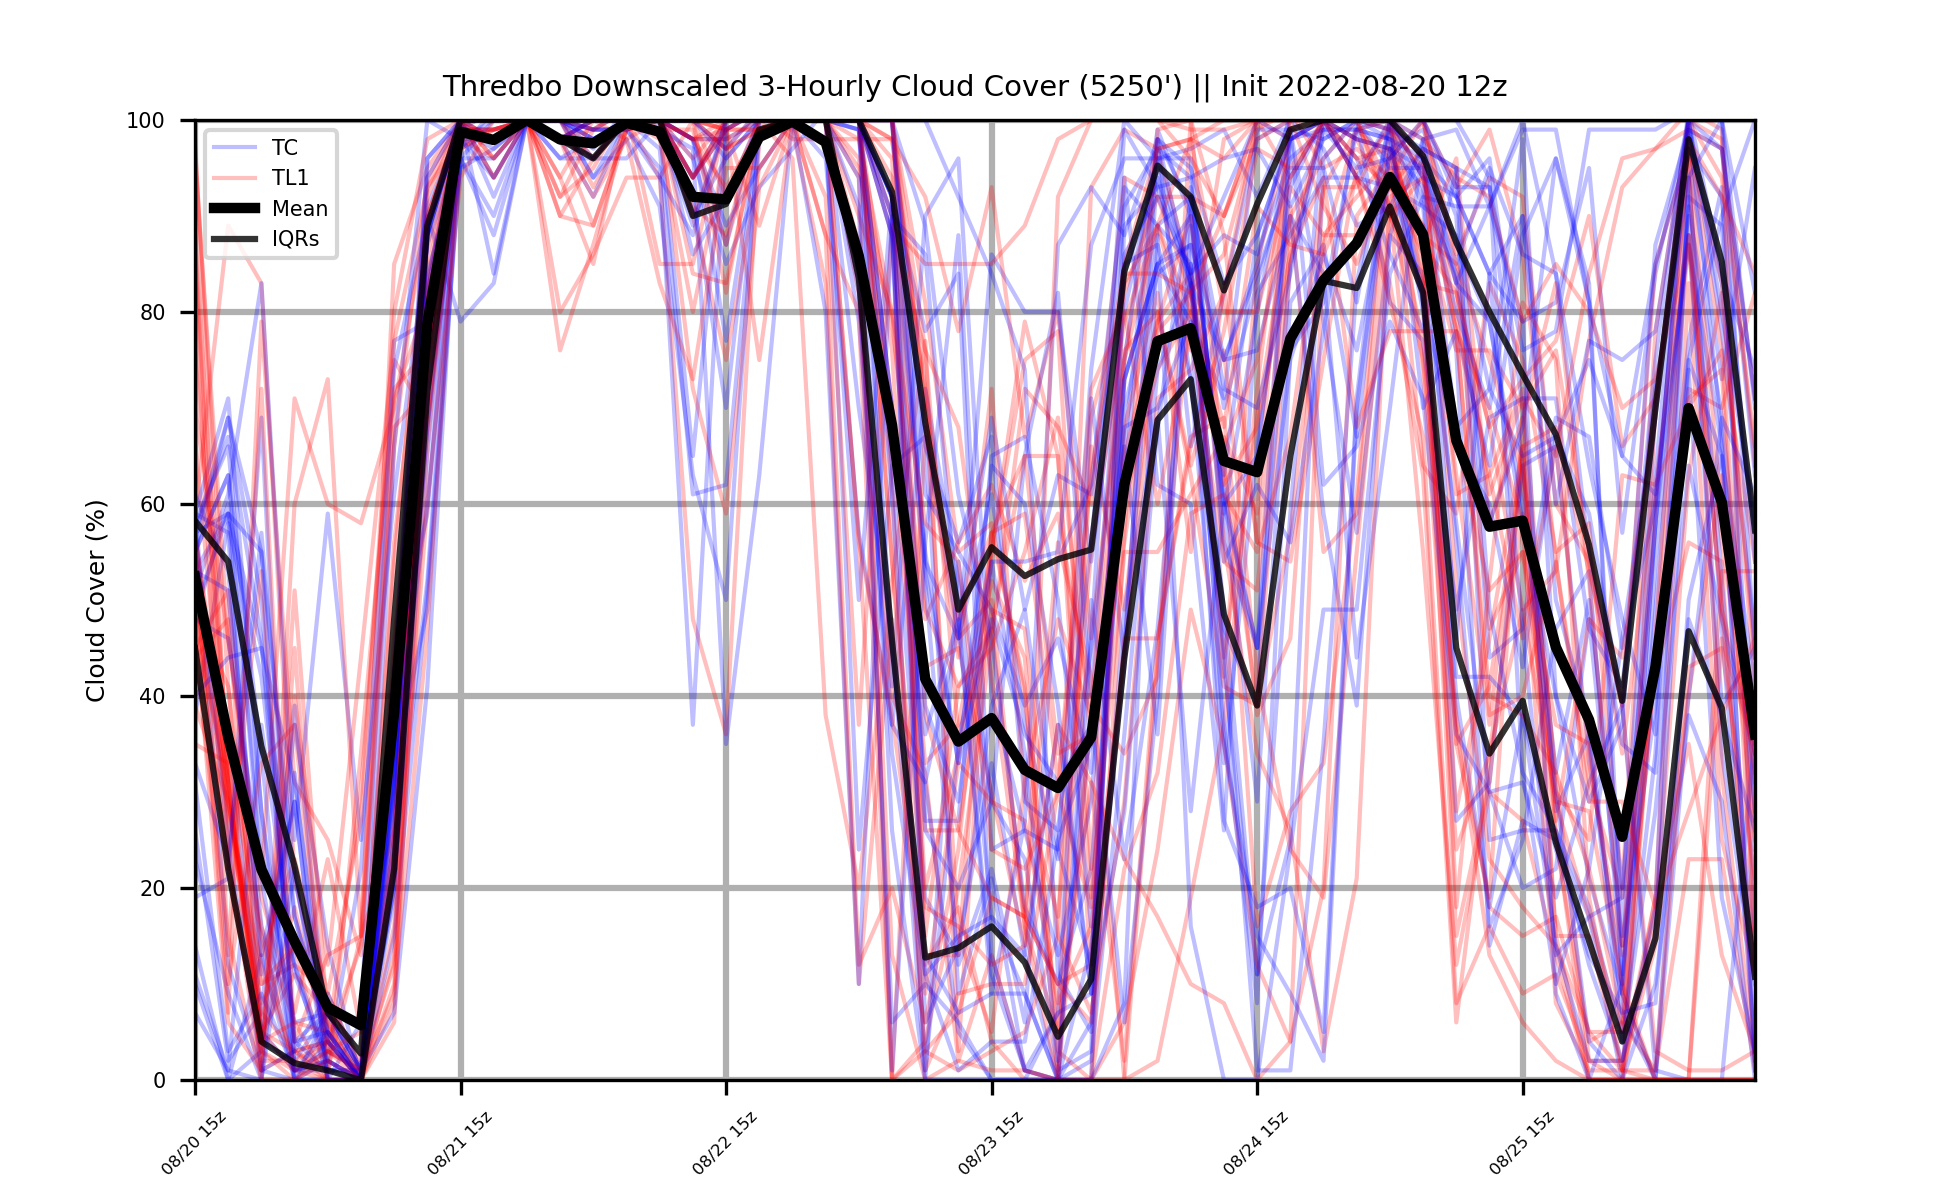 Thredbo Downscaled 3-Hourly Cloud Cover (5250') || Init 2022-08-20 12z
100
80
60
40
20
0
Cloud Cover (%)
TC
TL1
Mean
IQRs
08/20 15z
08/21 15z
08/22 15z
08/23 15z
08/24 15z
08/25 15z